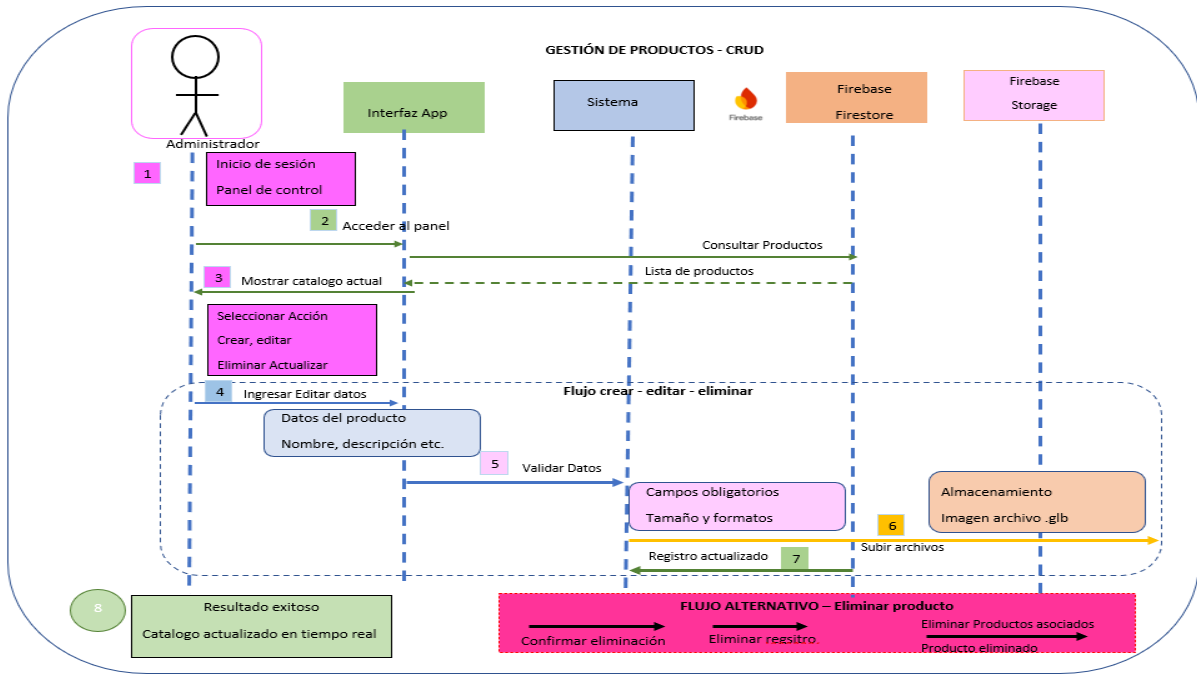 GESTIÓN DE PRODUCTOS - CRUD
Administrador
Interfaz App
Sistema
Firebase
Firebase
Firestore
Firebase
Storage
1
Inicio de sesión
Panel de control
2
Acceder al panel
Consultar Productos
Lista de productos
3
Mostrar catalogo actual
Seleccionar Acción
Crear, editar
Eliminar Actualizar
Flujo crear - editar - eliminar
4
Ingresar Editar datos
Datos del producto
Nombre, descripción etc.
5
Validar Datos
Campos obligatorios
Tamaño y formatos
Almacenamiento
Imagen archivo .glb
6
Subir archivos
Registro actualizado
7
8
Resultado exitoso
Catalogo actualizado en tiempo real
FLUJO ALTERNATIVO – Eliminar producto
Confirmar eliminación
Eliminar regsitro.
Eliminar Productos asociados
Producto eliminado